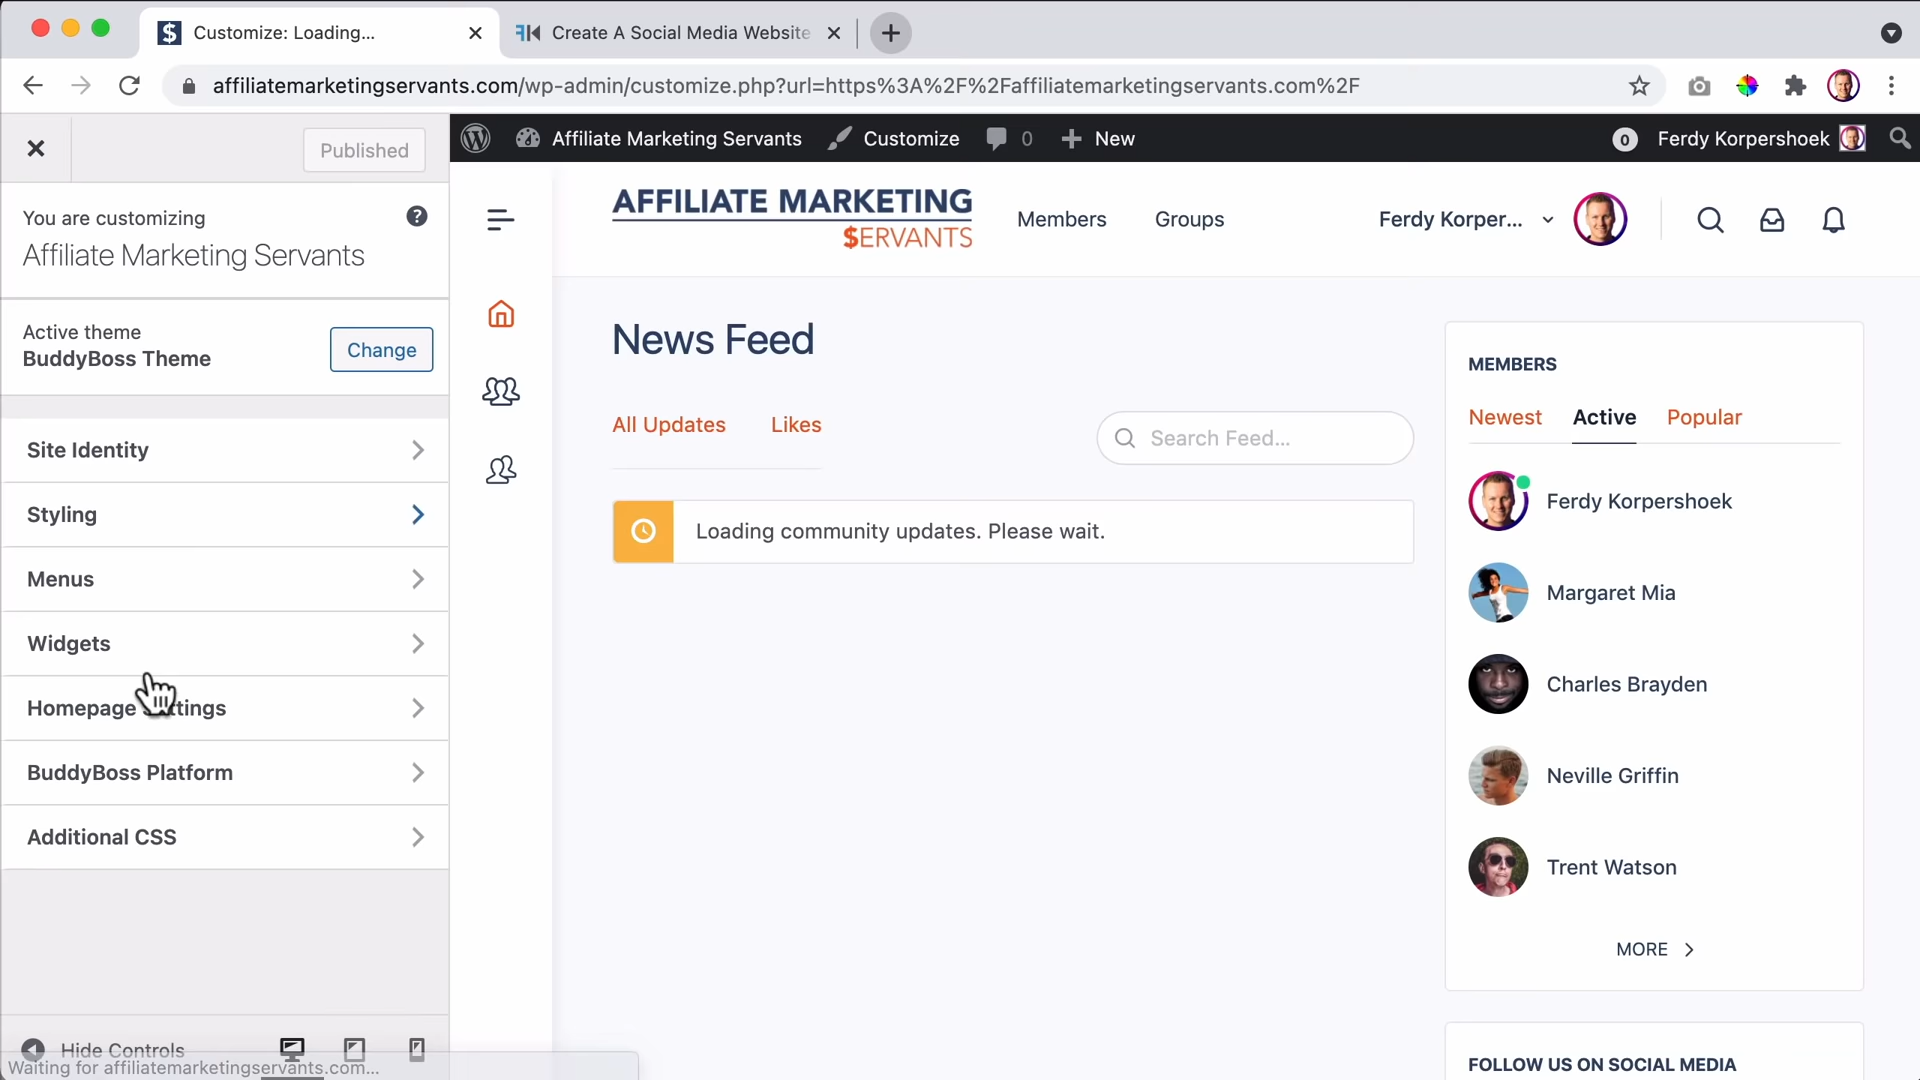 Customize: Loading...
Create A Social Media Website
affiliatemarketingservants.com/wp-admin/customize.php?url=https%3A%2F%2Faffiliatemarketingservants.com%2F
Published
Affiliate Marketing Servants
Customize
0
New
0
Ferdy Korpershoek
You are customizing
Affiliate Marketing Servants
Active theme
BuddyBoss Theme
Change
Site Identity
Styling
Menus
Widgets
Homepage
BuddyBoss Platform
Additional CSS
Hide Controls
Waiting for affiliatemarketingservants.com...
AFFILIATE MARKETING
$ERVANTS
Members
Groups
Ferdy Korper...
News Feed
All Updates
Likes
Search Feed...
Loading community updates. Please wait.
MEMBERS
Newest
Active
Popular
Ferdy Korpershoek
Margaret Mia
Charles Brayden
Neville Griffin
Trent Watson
MORE
FOLLOW US ON SOCIAL MEDIA